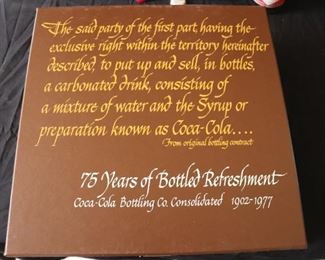 The said party of the first part, having the
exclusive right within the territory hereinafter
described, to put up and sell, in bottles,
a carbonated drink, consisting of
a mixture of water and the Syrup or
preparation known as Coca-Cola....
From original bottling contract
75 Years of Bottled Refreshment
Coca-Cola Bottling Co. Consolidated 1902-1977